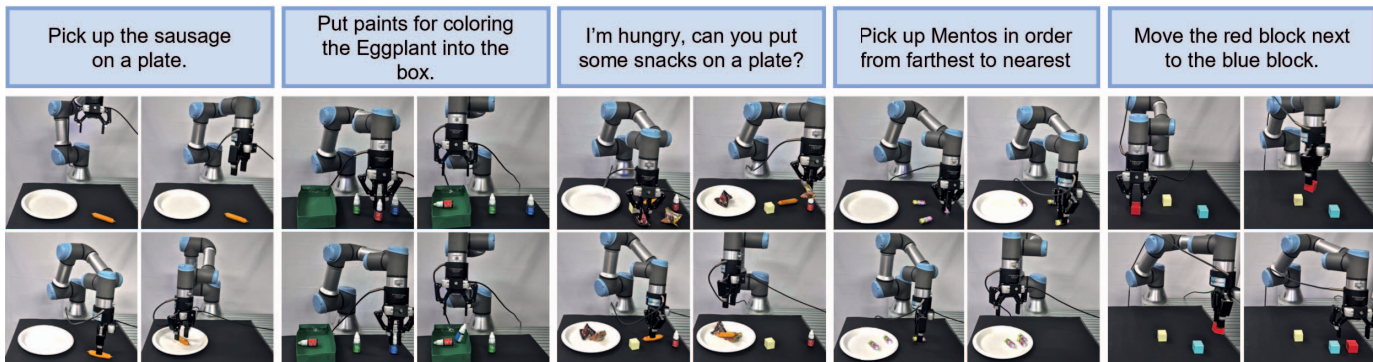 Pick up the sausage
on a plate.
Put paints for coloring
the Eggplant into the
box.
I'm hungry, can you put
some snacks on a plate?
Pick up Mentos in order
from farthest to nearest
Move the red block next
to the blue block.